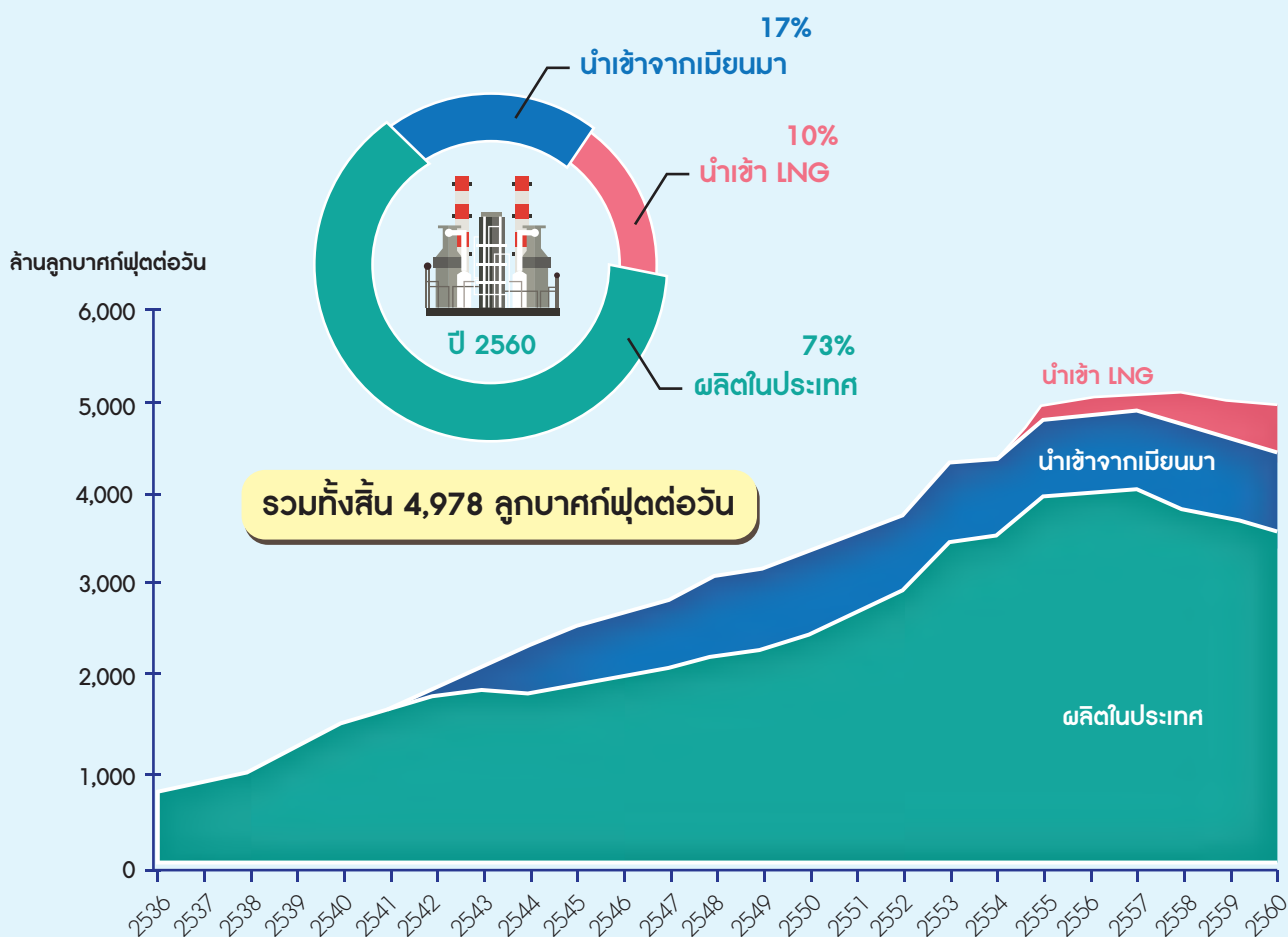 17%
นำเข้าจากเมียนมา
10%
นำเข้า LNG
ล้านลูกบาศก์ฟุตต่อวัน
6,000
ปี 2560
73%
ผลิตในประเทศ
นำเข้า LNG
5,000
นำเข้าจากเมียนมา
4,000
รวมทั้งสิ้น 4,978 ลูกบาศก์ฟุตต่อวัน
3,000
2,000
ผลิตในประเทศ
1,000
0
2536 2537 2538 2539 2540 2541 2542 2543 2544 2545 2546 2547 2548 2549 2550 2551 2552 2553 2554 2555 2556 2557 2558 2559 2560